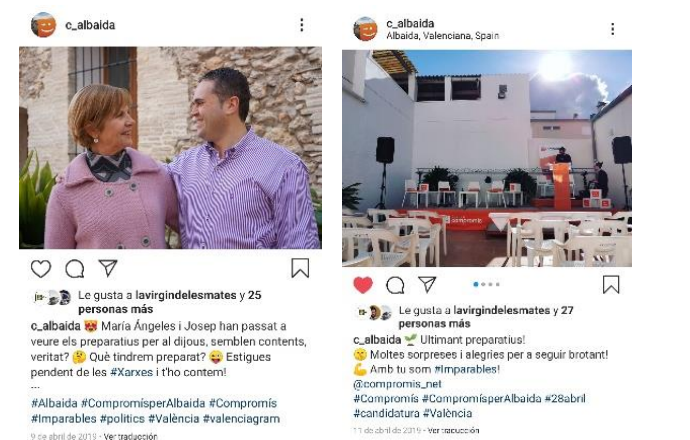 c_albaida
Le gusta a lavirgindelesmates y 25
personas más
c_albaida 😻 María Ángeles i Josep han passat a
veure els preparatius per al dijous, semblen contents,
veritat? 🤔 Què tindrem preparat? 😜 Estigues
pendent de les #Xarxes i t'ho contem!
...
#Albaida #CompromísperAlbaida #Compromís
#Imparables #politics #València #valenciagram
9 de abril de 2019 · Ver traducción
c_albaida
Albaida, Valenciana, Spain
compromís
Le gusta a lavirgindelesmates y 27
personas más
c_albaida 🌱 Ultimant preparatius!
🤫 Moltes sorpreses i alegries per a seguir brotant!
💪 Amb tu som #Imparables!
@compromis_net
#Compromís #CompromísperAlbaida #28abril
#candidatura #València
11 de abril de 2019 · Ver traducción